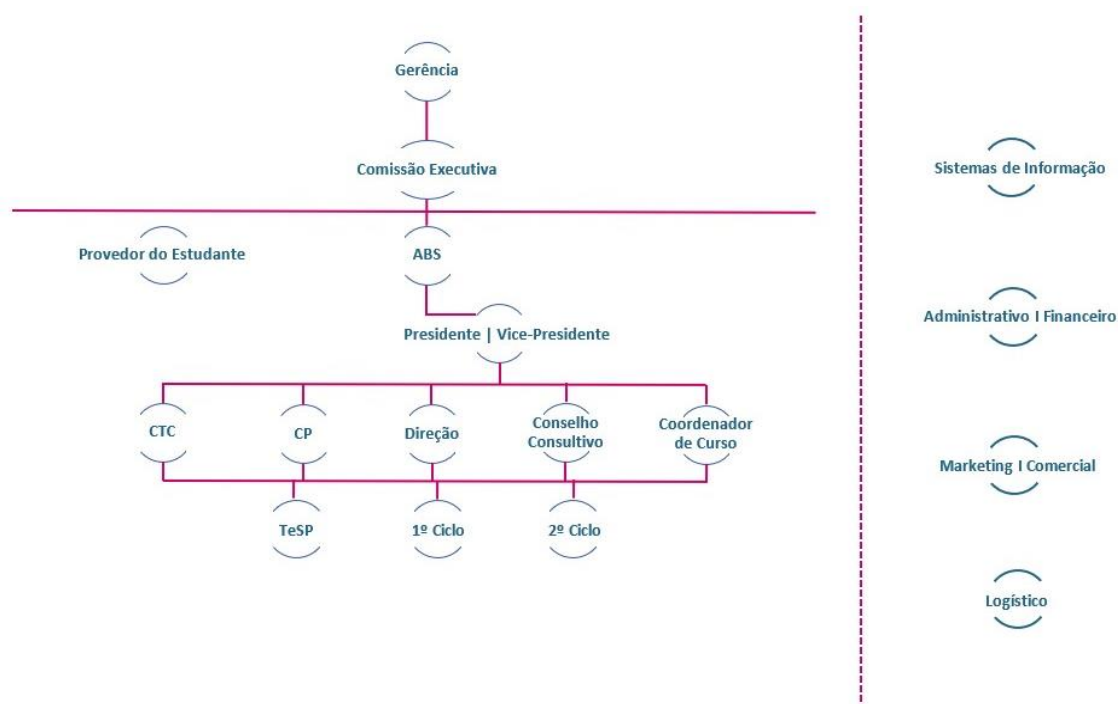 Gerência
Comissão Executiva
Provedor do Estudante
ABS
Presidente | Vice-Presidente
CTC
CP
Direção
Conselho
Consultivo
Coordenador
de Curso
TeSP
1º Ciclo
2º Ciclo
Sistemas de Informação
Administrativo I Financeiro
Marketing I Comercial
Logístico